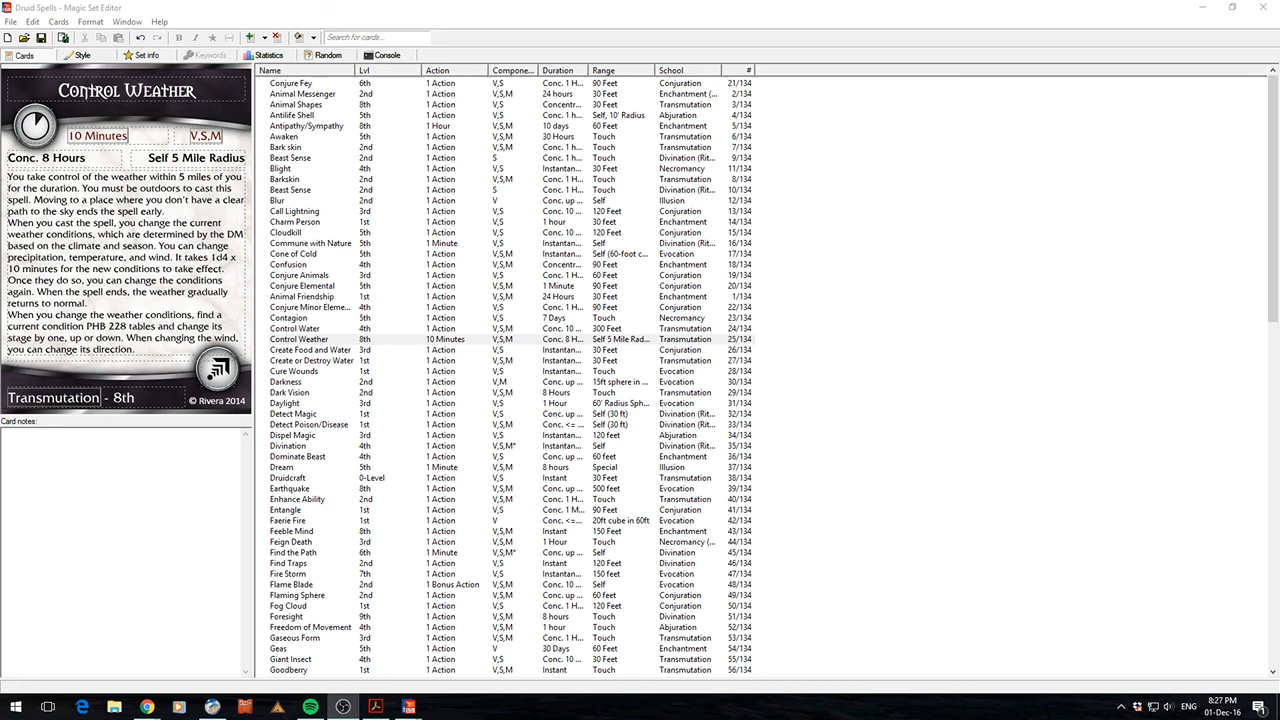 Druid Spells - Magic Set Editor
File Edit Cards Format Window Help
Search for cards...
Cards Style Set info Keywords Statistics Random Console
Control Weather
10 Minutes V,S,M
Conc. 8 Hours Self 5 Mile Radius
You take control of the weather within 5 miles of you
for the duration. You must be outdoors to cast this
spell. Moving to a place where you don't have a clear
path to the sky ends the spell early.
When you cast the spell, you change the current
weather conditions, which are determined by the DM
based on the climate and season. You can change
precipitation, temperature, and wind. It takes 1d4 x
10 minutes for the new conditions to take effect.
Once they do so, you can change the conditions
again. When the spell ends, the weather gradually
returns to normal.
When you change the weather conditions, find a
current condition PHB 228 tables and change its
stage by one, up or down. When changing the wind,
you can change its direction.
Transmutation - 8th © Rivera 2014
Card notes:
Name Lvl Action Compone... Duration Range School #
Conjure Fey 6th 1 Action V,S Conc. 1 H... 90 Feet Conjuration 21/134
Animal Messenger 2nd 1 Action V,S,M 24 hours 30 Feet Enchantment (... 2/134
Animal Shapes 8th 1 Action V,S Concentr... 30 Feet Transmutation 3/134
Antilife Shell 5th 1 Action V,S Conc. 1 h... Self, 10' Radius Abjuration 4/134
Antipathy/Sympathy 8th 1 Hour V,S,M 10 days 60 Feet Enchantment 5/134
Awaken 5th 1 Action V,S,M 30 Hours Touch Transmutation 6/134
Bark skin 2nd 1 Action V,S,M Conc. 1 h... Touch Transmutation 7/134
Beast Sense 2nd 1 Action S Conc. 1 h... Touch Divination (Rit... 9/134
Blight 4th 1 Action V,S Instantan... 30 Feet Necromancy 11/134
Barkskin 2nd 1 Action V,S,M Conc. 1 h... Touch Transmutation 8/134
Beast Sense 2nd 1 Action S Conc. 1 h... Touch Divination (Rit... 10/134
Blur 2nd 1 Action V Conc. up ... Self Illusion 12/134
Call Lightning 3rd 1 Action V,S Conc. 10 ... 120 Feet Conjuration 13/134
Charm Person 1st 1 Action V,S 1 hour 30 feet Enchantment 14/134
Cloudkill 5th 1 Action V,S Conc. 10 ... 120 Feet Conjuration 15/134
Commune with Nature 5th 1 Minute V,S Instantan... Self Divination (Rit... 16/134
Cone of Cold 5th 1 Action V,S,M Instantan... Self (60-foot c... Evocation 17/134
Confusion 4th 1 Action V,S,M Concentr... 90 Feet Enchantment 18/134
Conjure Animals 3rd 1 Action V,S Conc. 1 H... 60 Feet Conjuration 19/134
Conjure Elemental 5th 1 Action V,S,M 1 Minute 90 Feet Conjuration 20/134
Animal Friendship 1st 1 Action V,S,M 24 Hours 30 Feet Enchantment 1/134
Conjure Minor Eleme... 4th 1 Action V,S Conc. 1 H... 90 Feet Conjuration 22/134
Contagion 5th 1 Action V,S 7 Days Touch Necromancy 23/134
Control Water 4th 1 Action V,S,M Conc. 10 ... 300 Feet Transmutation 24/134
Control Weather 8th 10 Minutes V,S,M Conc. 8 H... Self 5 Mile Rad... Transmutation 25/134
Create Food and Water 3rd 1 Action V,S Instantan... 30 Feet Conjuration 26/134
Create or Destroy Water 1st 1 Action V,S,M Instantan... 30 Feet Transmutation 27/134
Cure Wounds 1st 1 Action V,S Instantan... Touch Evocation 28/134
Darkness 2nd 1 Action V,M Conc. up ... 15ft sphere in ... Evocation 30/134
Dark Vision 2nd 1 Action V,S,M 8 Hours Touch Transmutation 29/134
Daylight 3rd 1 Action V,S 1 Hour 60' Radius Sph... Evocation 31/134
Detect Magic 1st 1 Action V,S Conc. up ... Self (30 ft) Divination (Rit... 32/134
Detect Poison/Disease 1st 1 Action V,S,M Conc. <= ... Self (30 ft) Divination (Rit... 33/134
Dispel Magic 3rd 1 Action V,S Instantan... 120 feet Abjuration 34/134
Divination 4th 1 Action V,S,M* Instantan... Self Divination (Rit... 35/134
Dominate Beast 4th 1 Action V,S Conc. up ... 60 feet Enchantment 36/134
Dream 5th 1 Minute V,S,M 8 hours Special Illusion 37/134
Druidcraft 0-Level 1 Action V,S Instant 30 Feet Transmutation 38/134
Earthquake 8th 1 Action V,S,M Conc. up ... 500 feet Evocation 39/134
Enhance Ability 2nd 1 Action V,S,M Conc. 1 H... Touch Transmutation 40/134
Entangle 1st 1 Action V,S Conc. 1 M... 90 Feet Conjuration 41/134
Faerie Fire 1st 1 Action V Conc. <=... 20ft cube in 60ft Evocation 42/134
Feeble Mind 8th 1 Action V,S,M Instant 150 Feet Enchantment 43/134
Feign Death 3rd 1 Action V,S,M 1 Hour Touch Necromancy (... 44/134
Find the Path 6th 1 Minute V,S,M* Conc. up ... Self Divination 45/134
Find Traps 2nd 1 Action V,S Instant 120 Feet Divination 46/134
Fire Storm 7th 1 Action V,S Instantan... 150 feet Evocation 47/134
Flame Blade 2nd 1 Bonus Action V,S,M Conc. 10 ... Self Evocation 48/134
Flaming Sphere 2nd 1 Action V,S,M Conc. up ... 60 feet Conjuration 49/134
Fog Cloud 1st 1 Action V,S Conc. 1 H... 120 Feet Conjuration 50/134
Foresight 9th 1 Action V,S,M 8 hours Touch Divination 51/134
Freedom of Movement 4th 1 Action V,S,M 1 hour Touch Abjuration 52/134
Gaseous Form 3rd 1 Action V,S,M Conc. 1 H... Touch Transmutation 53/134
Geas 5th 1 Action V 30 Days 60 Feet Enchantment 54/134
Giant Insect 4th 1 Action V,S Conc. 10 ... 30 Feet Transmutation 55/134
Goodberry 1st 1 Action V,S,M Instant Touch Transmutation 56/134
8:27 PM
ENG
01-Dec-16